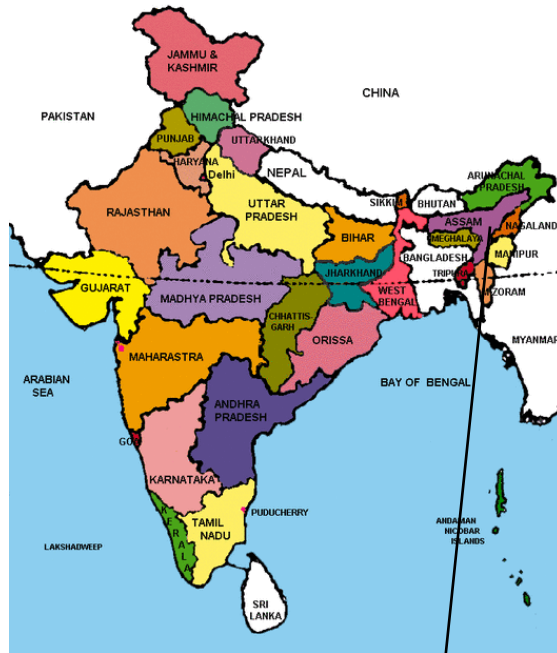 JAMMU &
KASHMIR
CHINA
PAKISTAN
HIMACHAL PRADESH
PUNJAB
UTTARKHAND
HARYANA
Delhi
NEPAL
ARUNACHAL
PRADESH
SIKKIM
BHUTAN
RAJASTHAN
UTTAR
PRADESH
ASSAM
NAGALAND
BIHAR
MEGHALAYA
BANGLADESH
MANIPUR
JHARKHAND
TRIPURA
GUJARAT
MADHYA PRADESH
WEST
BENGAL
MIZORAM
CHHATTIS
GARH
ORISSA
MYANMAR
MAHARASTRA
ARABIAN
SEA
BAY OF BENGAL
ANDHRA
PRADESH
GOA
KARNATAKA
KERALA
TAMIL
NADU
PUDUCHERRY
ANDAMAN
NICOBAR
ISLANDS
LAKSHADWEEP
SRI
LANKA